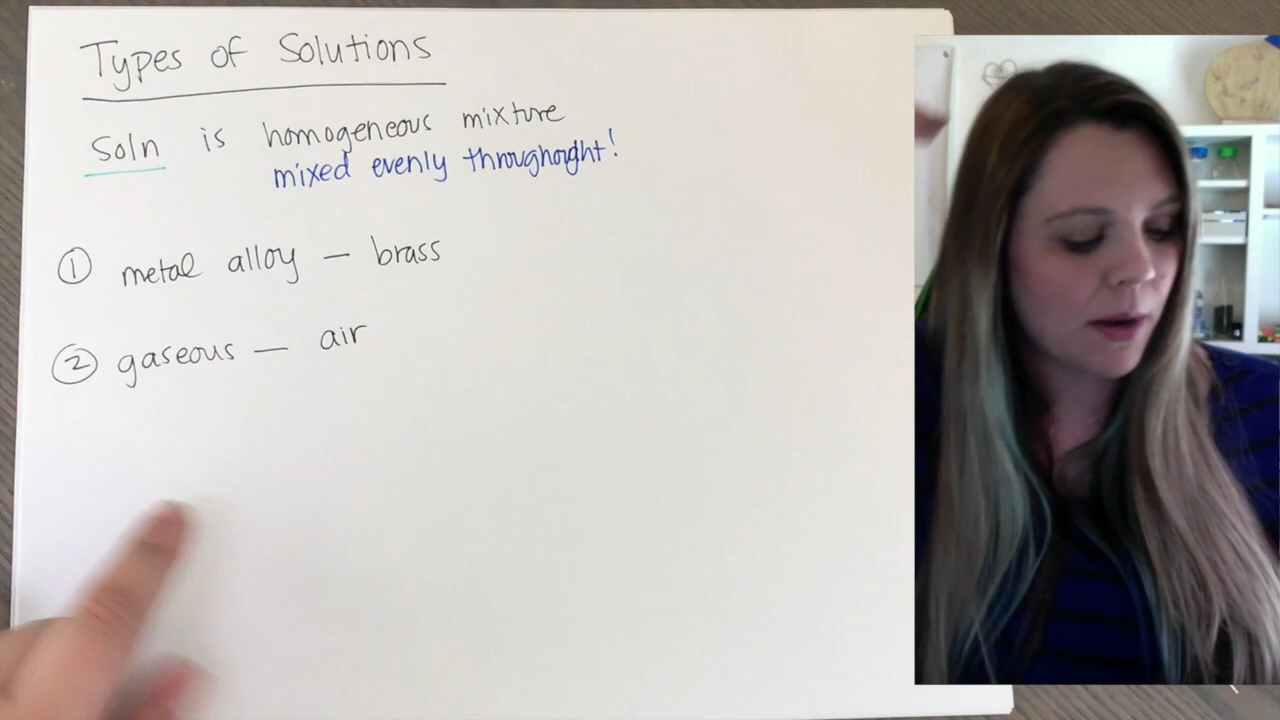 Types of Solutions
Soln is homogeneous mixture
mixed evenly throughought!
① metal alloy — brass
② gaseous — air